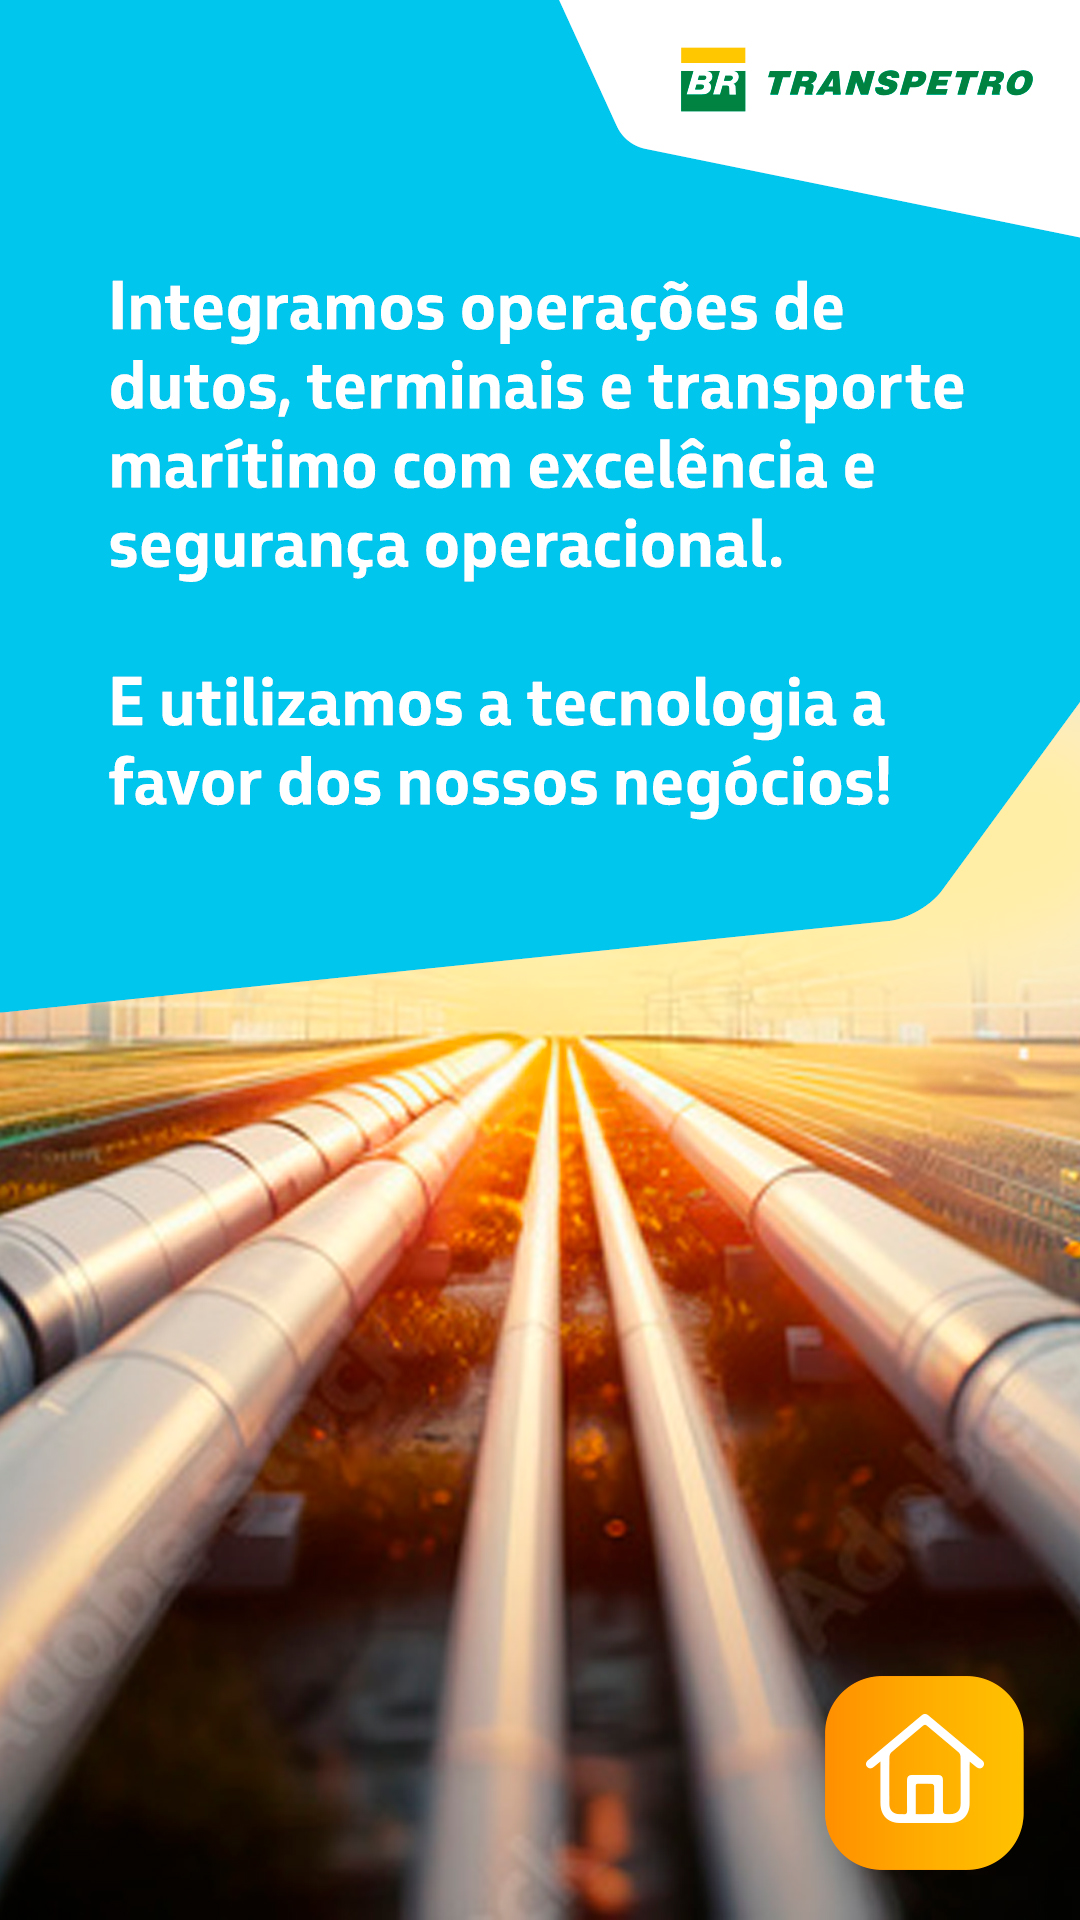 BR TRANSPETRO
Integramos operações de
dutos, terminais e transporte
marítimo com excelência e
segurança operacional.
E utilizamos a tecnologia a
favor dos nossos negócios!
Adobe